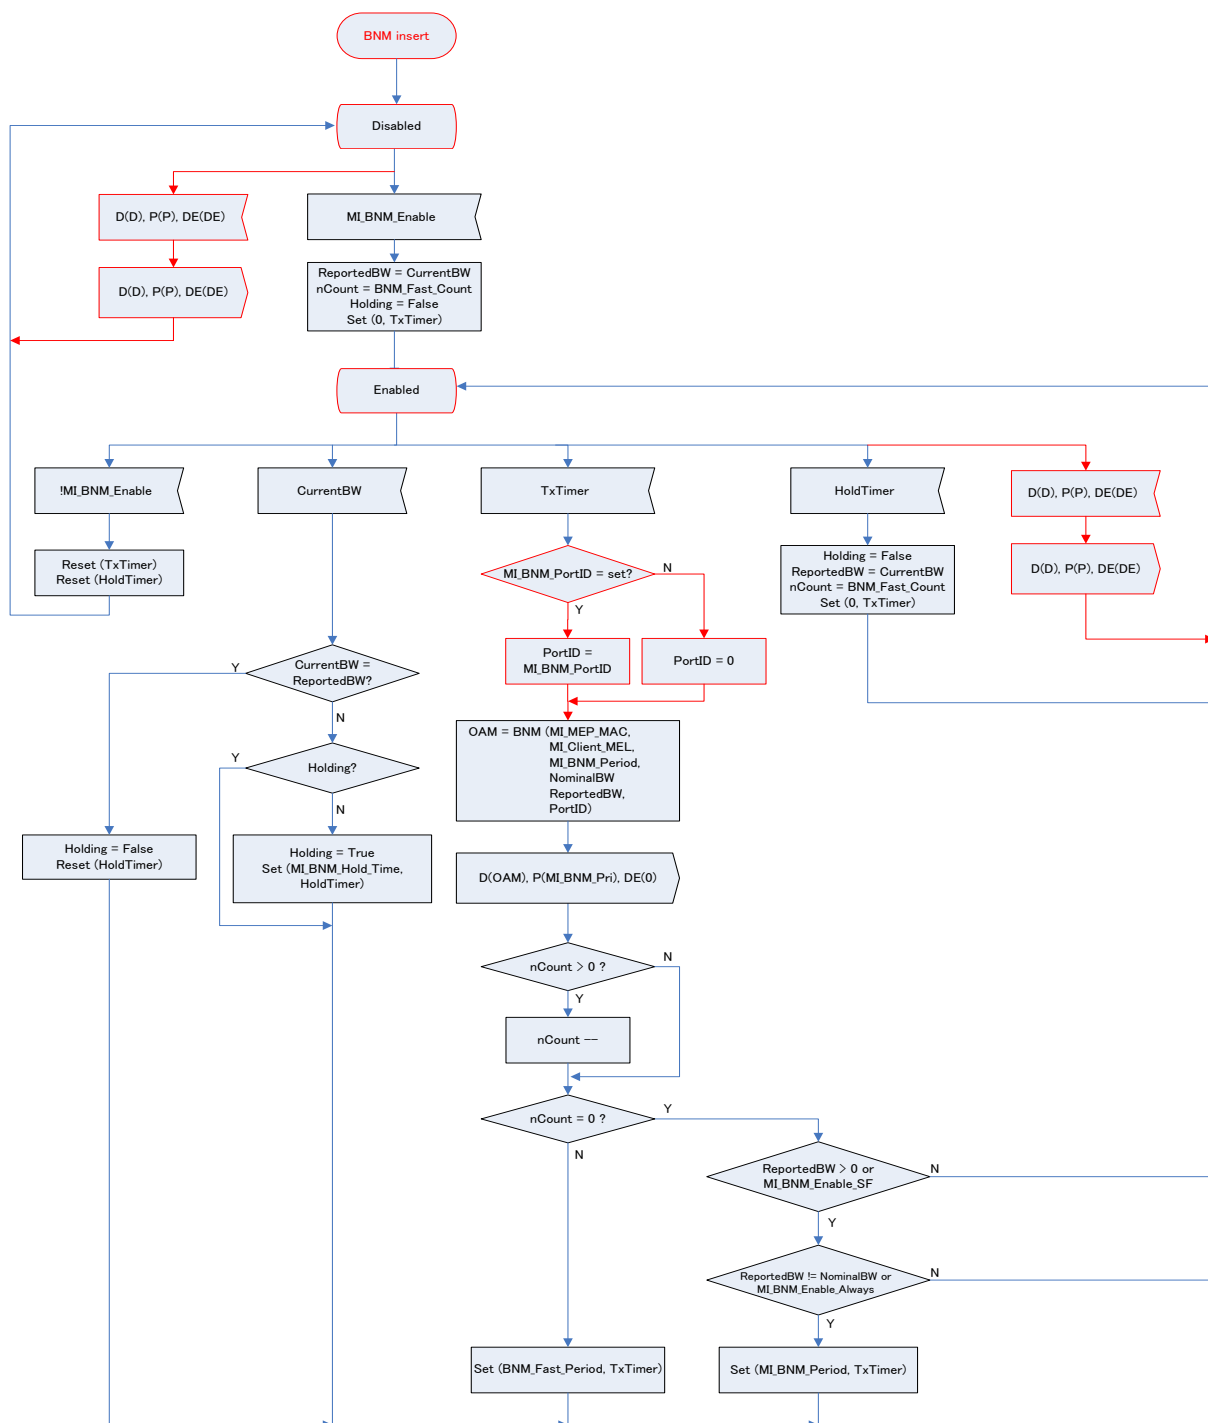 BNM insert
Disabled
D(D), P(P), DE(DE)
MI_BNM_Enable
D(D), P(P), DE(DE)
ReportedBW = CurrentBW
nCount = BNM_Fast_Count
Holding = False
Set (0, TxTimer)
Enabled
!MI_BNM_Enable
CurrentBW
TxTimer
HoldTimer
D(D), P(P), DE(DE)
Reset (TxTimer)
Reset (HoldTimer)
MI_BNM_PortID = set?
N
Y
Holding = False
ReportedBW = CurrentBW
nCount = BNM_Fast_Count
Set (0, TxTimer)
D(D), P(P), DE(DE)
PortID =
MI_BNM_PortID
PortID = 0
Y
CurrentBW =
ReportedBW?
N
OAM = BNM (MI_MEP_MAC,
MI_Client_MEL,
MI_BNM_Period,
NominalBW
ReportedBW,
PortID)
Y
Holding?
N
Holding = False
Reset (HoldTimer)
Holding = True
Set (MI_BNM_Hold_Time,
HoldTimer)
D(OAM), P(MI_BNM_Pri), DE(0)
nCount > 0 ?
N
Y
nCount --
nCount = 0 ?
Y
N
ReportedBW > 0 or
MI_BNM_Enable_SF
N
Y
ReportedBW != NominalBW or
MI_BNM_Enable_Always
N
Y
Set (BNM_Fast_Period, TxTimer)
Set (MI_BNM_Period, TxTimer)